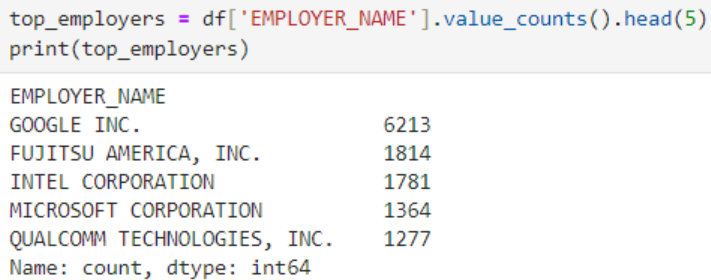 top_employers = df['EMPLOYER_NAME'].value_counts().head(5)
print(top_employers)
EMPLOYER_NAME
GOOGLE INC. 6213
FUJITSU AMERICA, INC. 1814
INTEL CORPORATION 1781
MICROSOFT CORPORATION 1364
QUALCOMM TECHNOLOGIES, INC. 1277
Name: count, dtype: int64